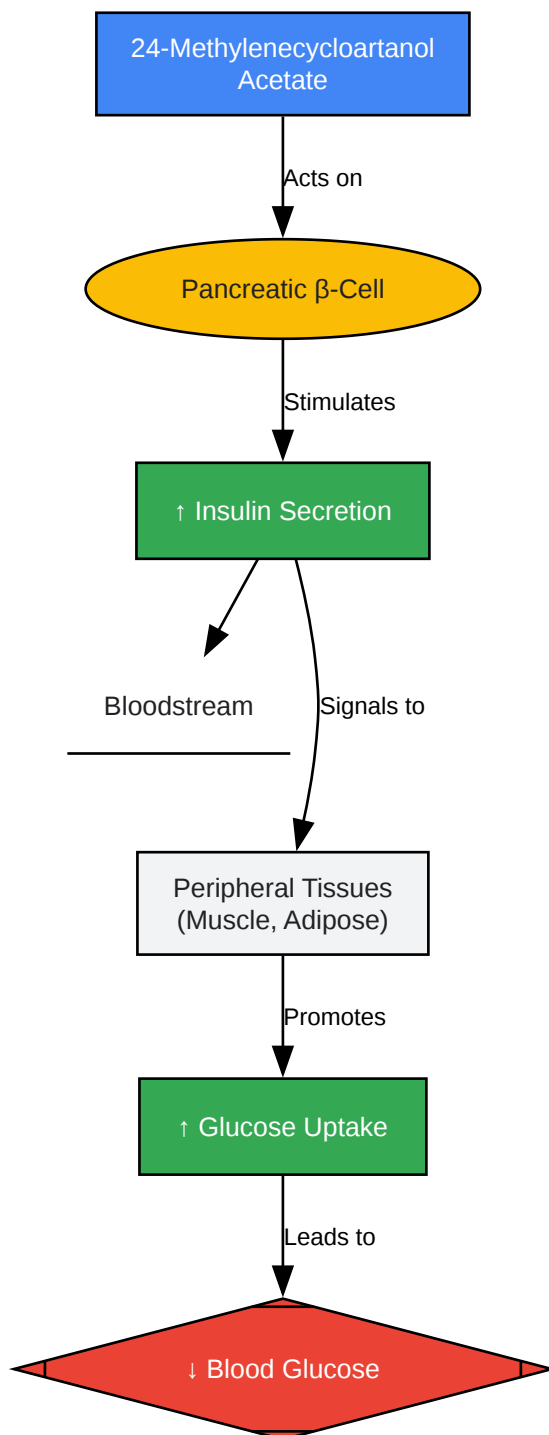 24-Methylenecycloartanol
Acetate
Acts on
Pancreatic β-Cell
Stimulates
↑ Insulin Secretion
Bloodstream
Signals to
Peripheral Tissues
(Muscle, Adipose)
Promotes
↑ Glucose Uptake
Leads to
↓ Blood Glucose